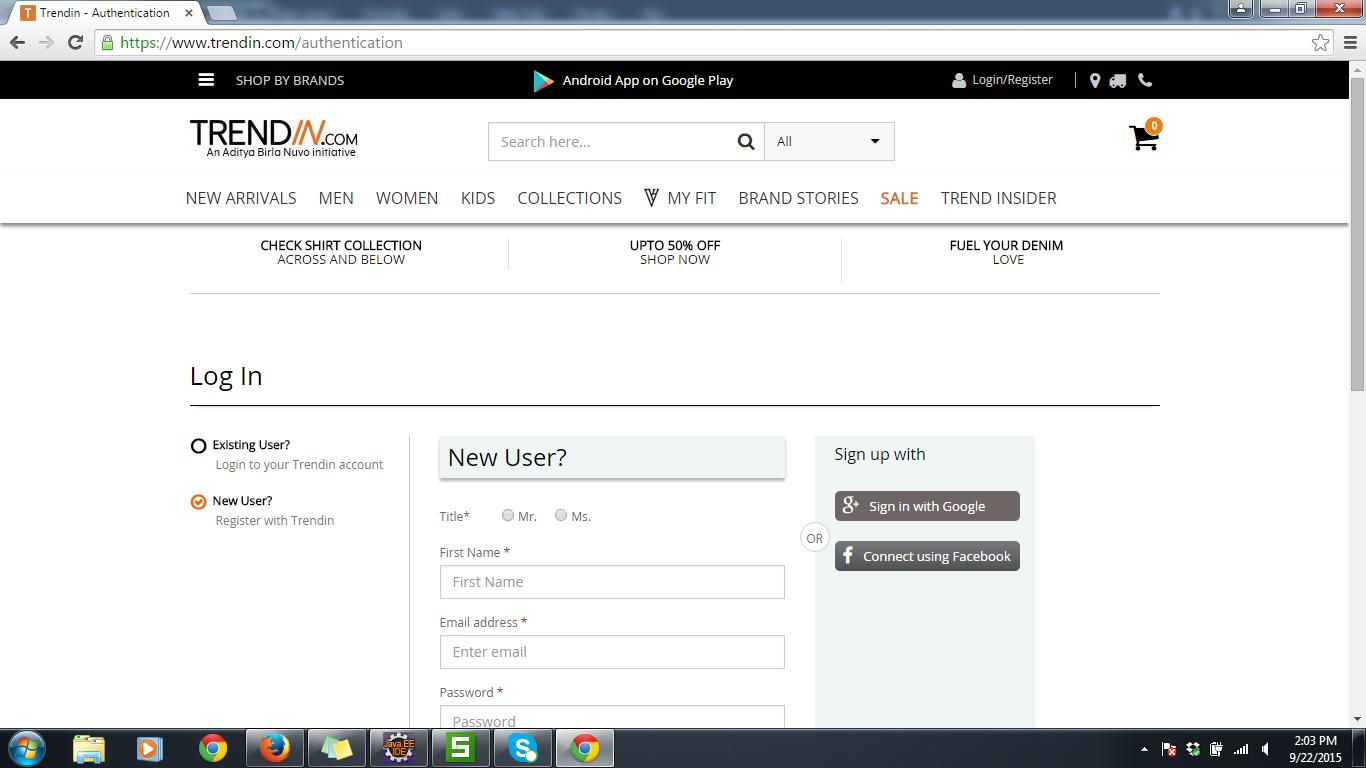 Trendin - Authentication
https://www.trendin.com/authentication
SHOP BY BRANDS
Android App on Google Play
Login/Register
TRENDIN.COM
An Aditya Birla Nuvo initiative
Search here...
All
0
NEW ARRIVALS MEN WOMEN KIDS COLLECTIONS MY FIT BRAND STORIES SALE TREND INSIDER
CHECK SHIRT COLLECTION
ACROSS AND BELOW
UPTO 50% OFF
SHOP NOW
FUEL YOUR DENIM
LOVE
Log In
Existing User?
Login to your Trendin account
New User?
Register with Trendin
New User?
Title* Mr. Ms.
First Name *
First Name
Email address *
Enter email
Password *
Password
OR
Sign up with
g+ Sign in with Google
f Connect using Facebook
Java EE
IDE
S
2:03 PM
9/22/2015